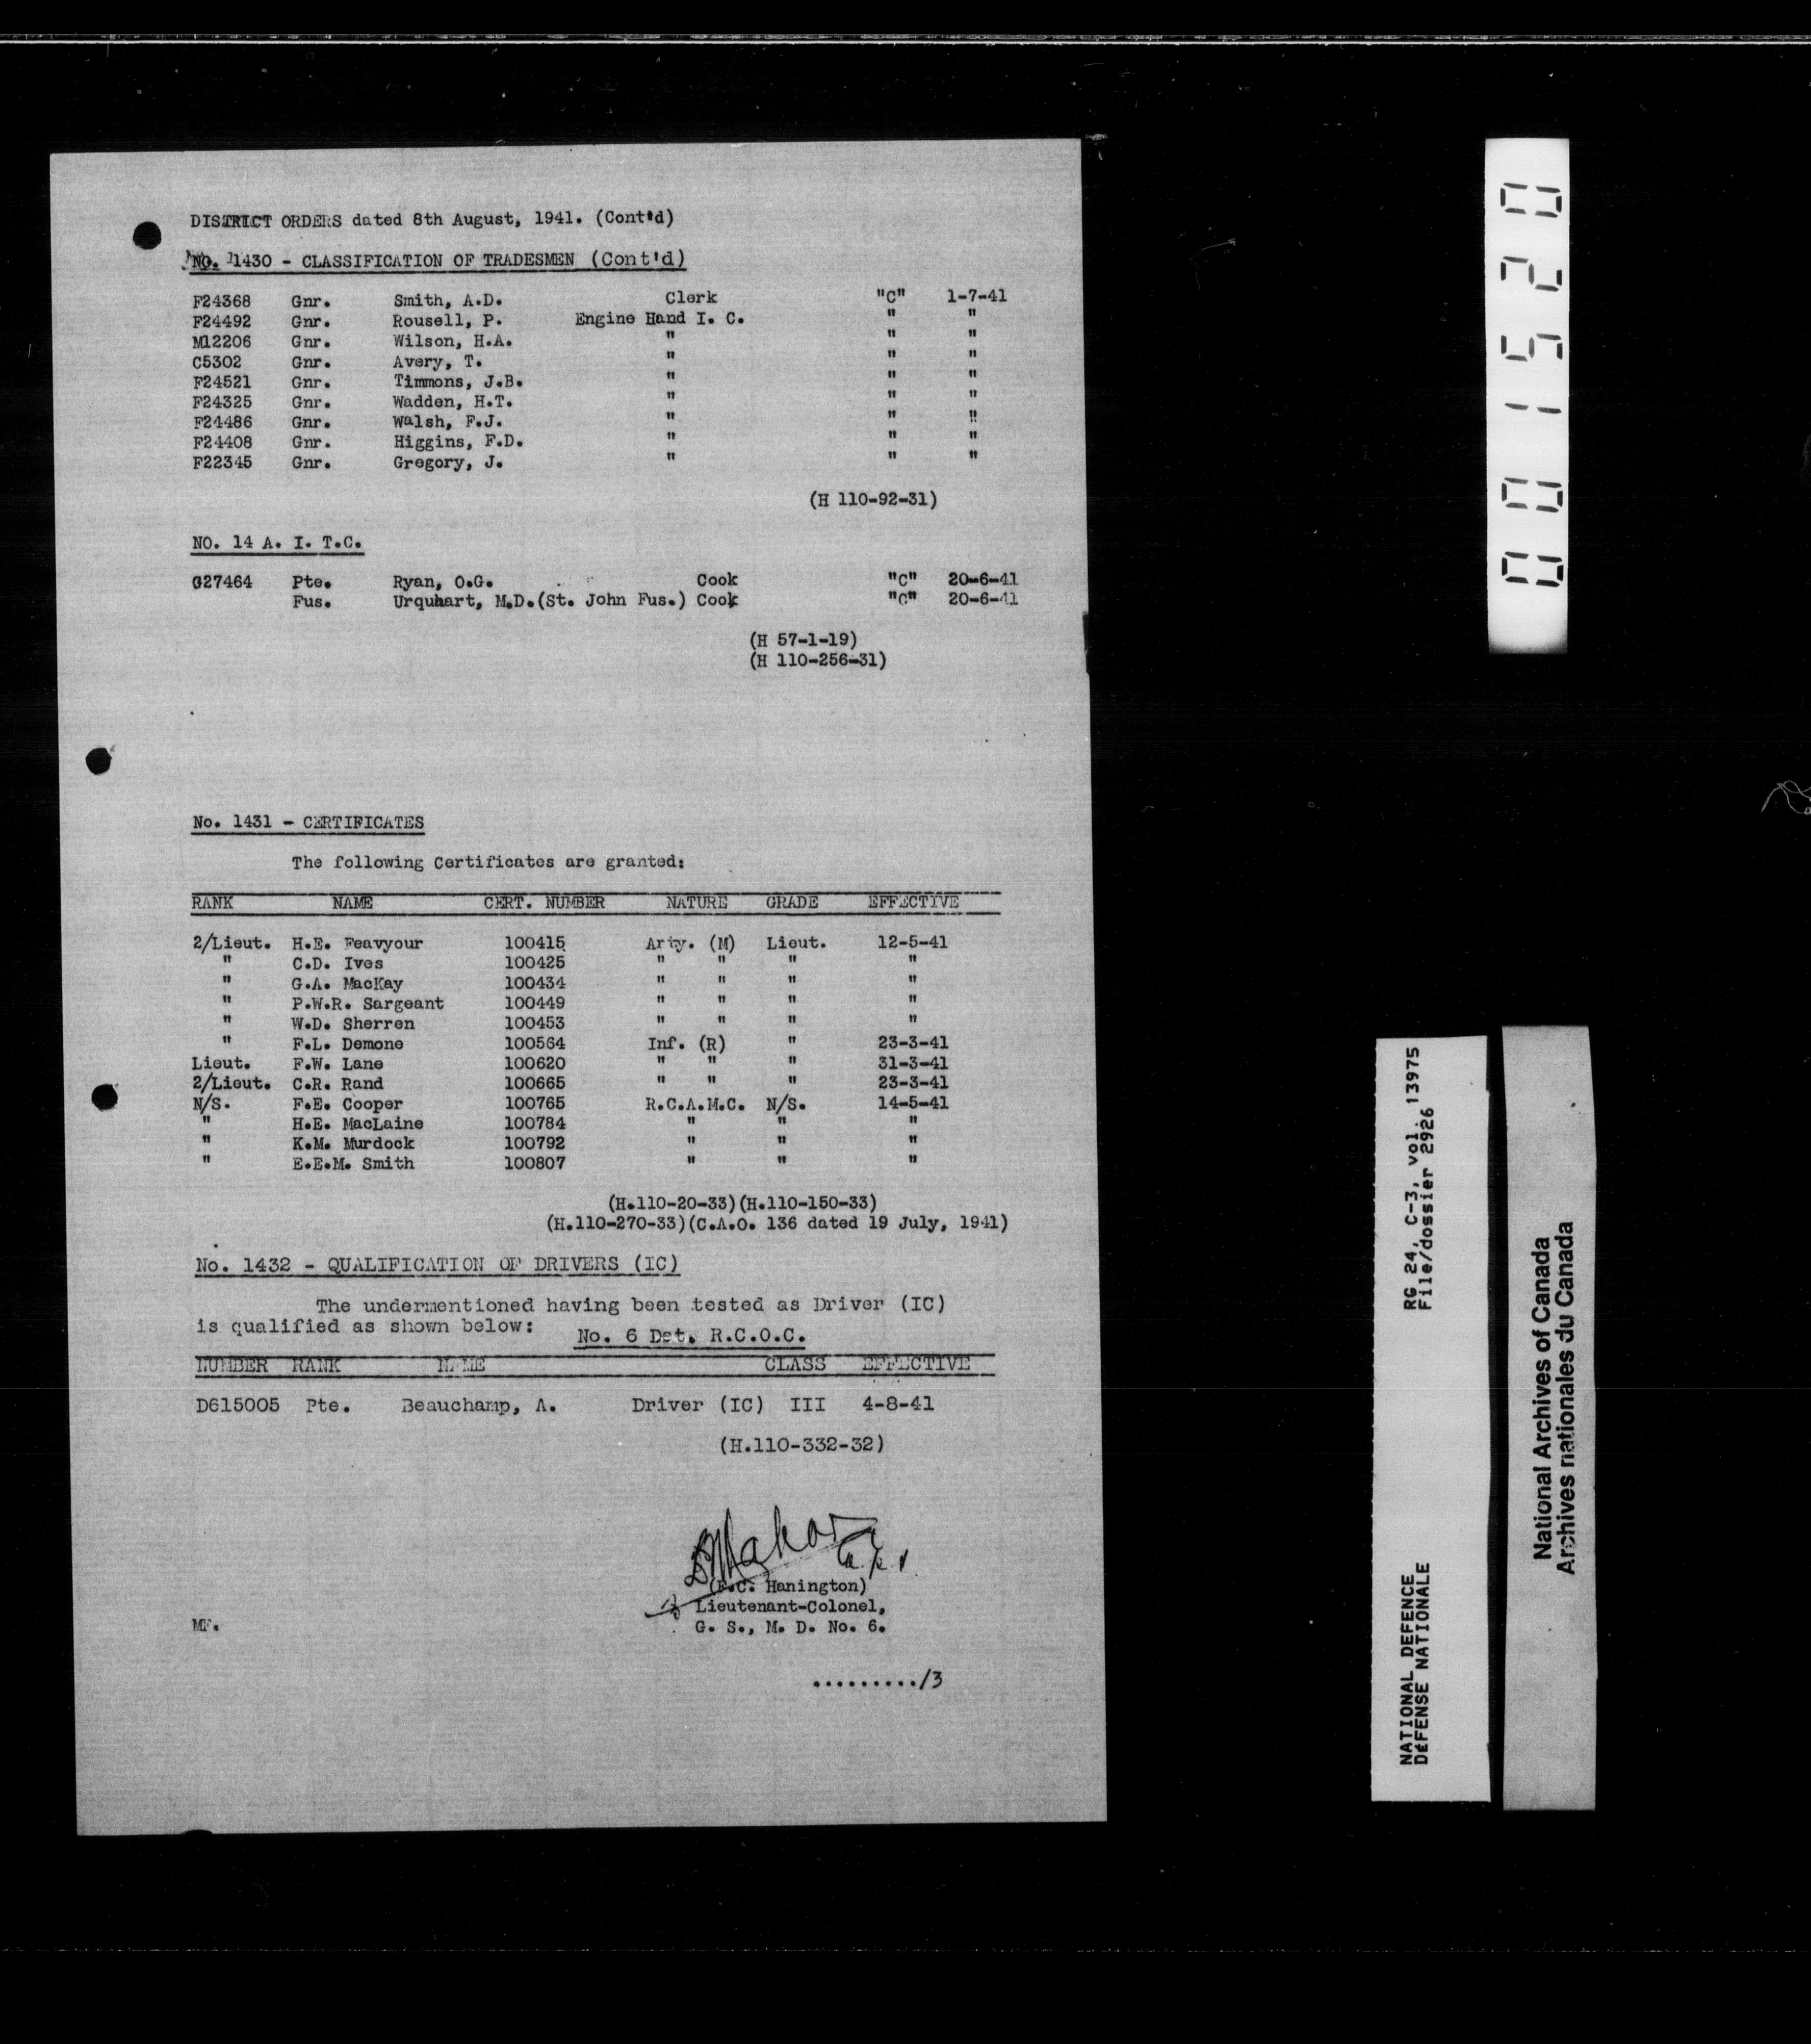 DISTRICT ORDERS dated 8th August, 1941. (Cont'd)
NO. 1430 - CLASSIFICATION OF TRADESMEN (Cont'd)
F24368 Gnr. Smith, A.D. Clerk "C" 1-7-41
F24492 Gnr. Rousell, P. Engine Hand I. C. " "
M12206 Gnr. Wilson, H.A. " " "
C5302 Gnr. Avery, T. " " "
F24521 Gnr. Timmons, J.B. " " "
F24325 Gnr. Wadden, H.T. " " "
F24486 Gnr. Walsh, F.J. " " "
F24408 Gnr. Higgins, F.D. " " "
F22345 Gnr. Gregory, J. " " "
(H 110-92-31)
NO. 14 A. I. T.C.
G27464 Pte. Ryan, O.G. Cook "C" 20-6-41
Fus. Urquhart, M.D.(St. John Fus.) Cook "C" 20-6-41
(H 57-1-19)
(H 110-256-31)
No. 1431 - CERTIFICATES
The following Certificates are granted:
RANK NAME CERT. NUMBER NATURE GRADE EFFECTIVE
2/Lieut. H.E. Feavyour 100415 Arty. (M) Lieut. 12-5-41
" C.D. Ives 100425 " " " "
" G.A. MacKay 100434 " " " "
" P.W.R. Sargeant 100449 " " " "
" W.D. Sherren 100453 " " " "
" F.L. Demone 100564 Inf. (R) " 23-3-41
Lieut. F.W. Lane 100620 " " " 31-3-41
2/Lieut. C.R. Rand 100665 " " " 23-3-41
N/S. F.E. Cooper 100765 R.C.A.M.C. N/S. 14-5-41
" H.E. MacLaine 100784 " " "
" K.M. Murdock 100792 " " "
" E.E.M. Smith 100807 " " "
(H.110-20-33)(H.110-150-33)
(H.110-270-33)(C.A.O. 136 dated 19 July, 1941)
No. 1432 - QUALIFICATION OF DRIVERS (IC)
The undermentioned having been tested as Driver (IC)
is qualified as shown below:
No. 6 Det. R.C.O.C.
NUMBER RANK NAME CLASS EFFECTIVE
D615005 Pte. Beauchamp, A. Driver (IC) III 4-8-41
(H.110-332-32)
(F.C. Hanington)
Lieutenant-Colonel,
G. S., M. D. No. 6.
MF.
........./3
001520
RG 24, C-3, vol. 13975
File/dossier 2926
NATIONAL DEFENCE
DÉFENSE NATIONALE
National Archives of Canada
Archives nationales du Canada